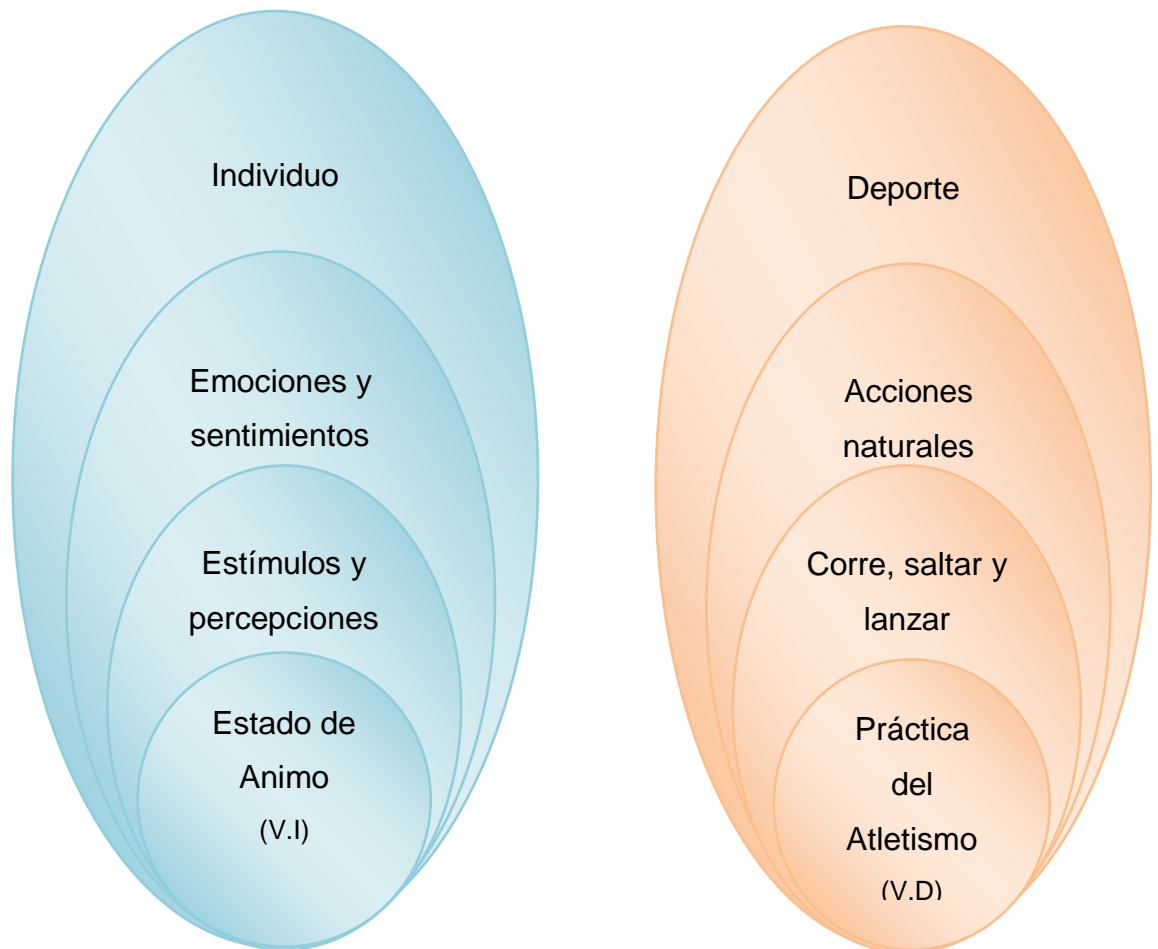 Individuo
Emociones y
sentimientos
Estímulos y
percepciones
Estado de
Animo
(V.I)
Deporte
Acciones
naturales
Corre, saltar y
lanzar
Práctica
del
Atletismo
(V.D)